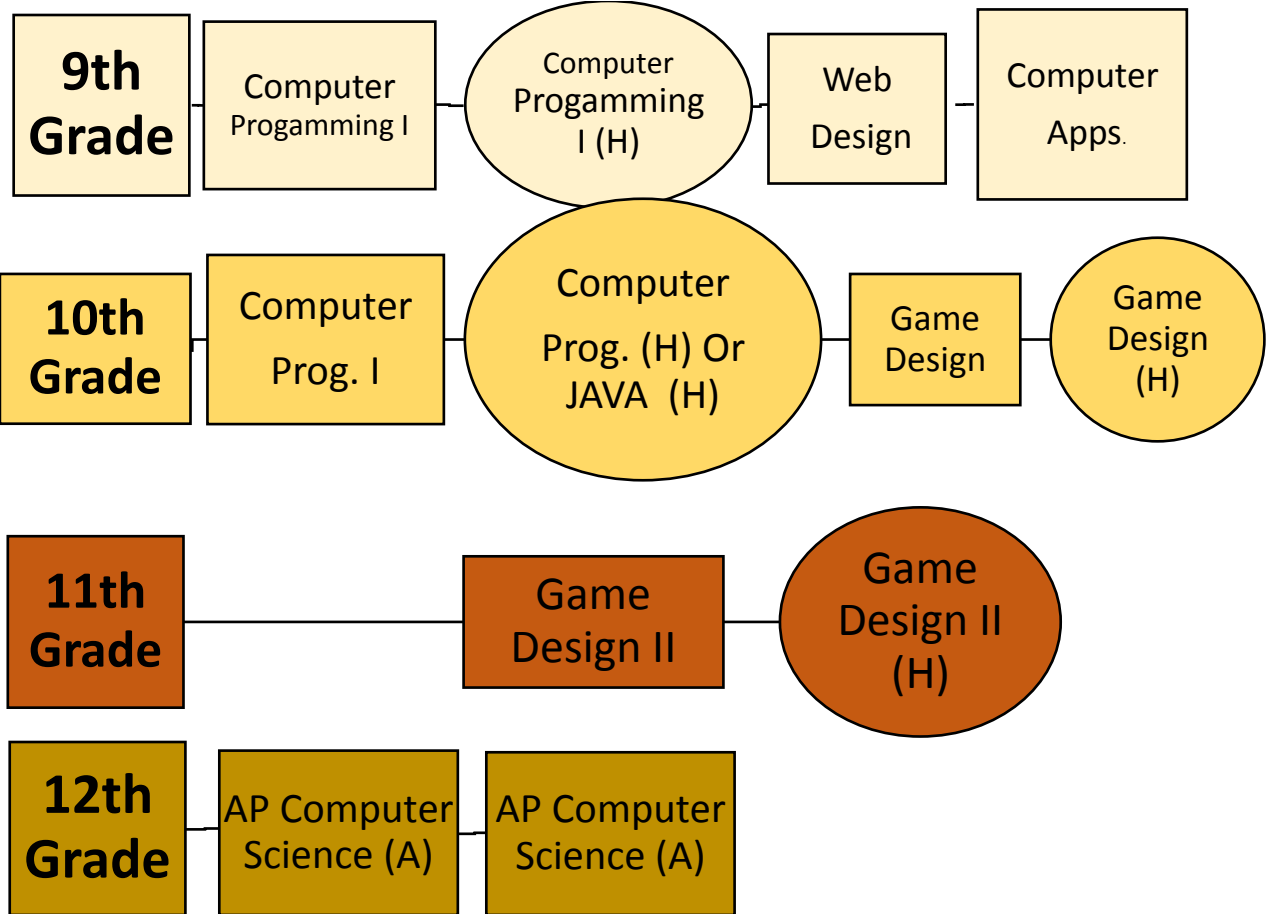 9th
Grade
Computer
Progamming I
Computer
Progamming
I (H)
Web
Design
Computer
Apps.
10th
Grade
Computer
Prog. I
Computer
Prog. (H) Or
JAVA (H)
Game
Design
Game
Design
(H)
11th
Grade
Game
Design II
Game
Design II
(H)
12th
Grade
AP Computer
Science (A)
AP Computer
Science (A)